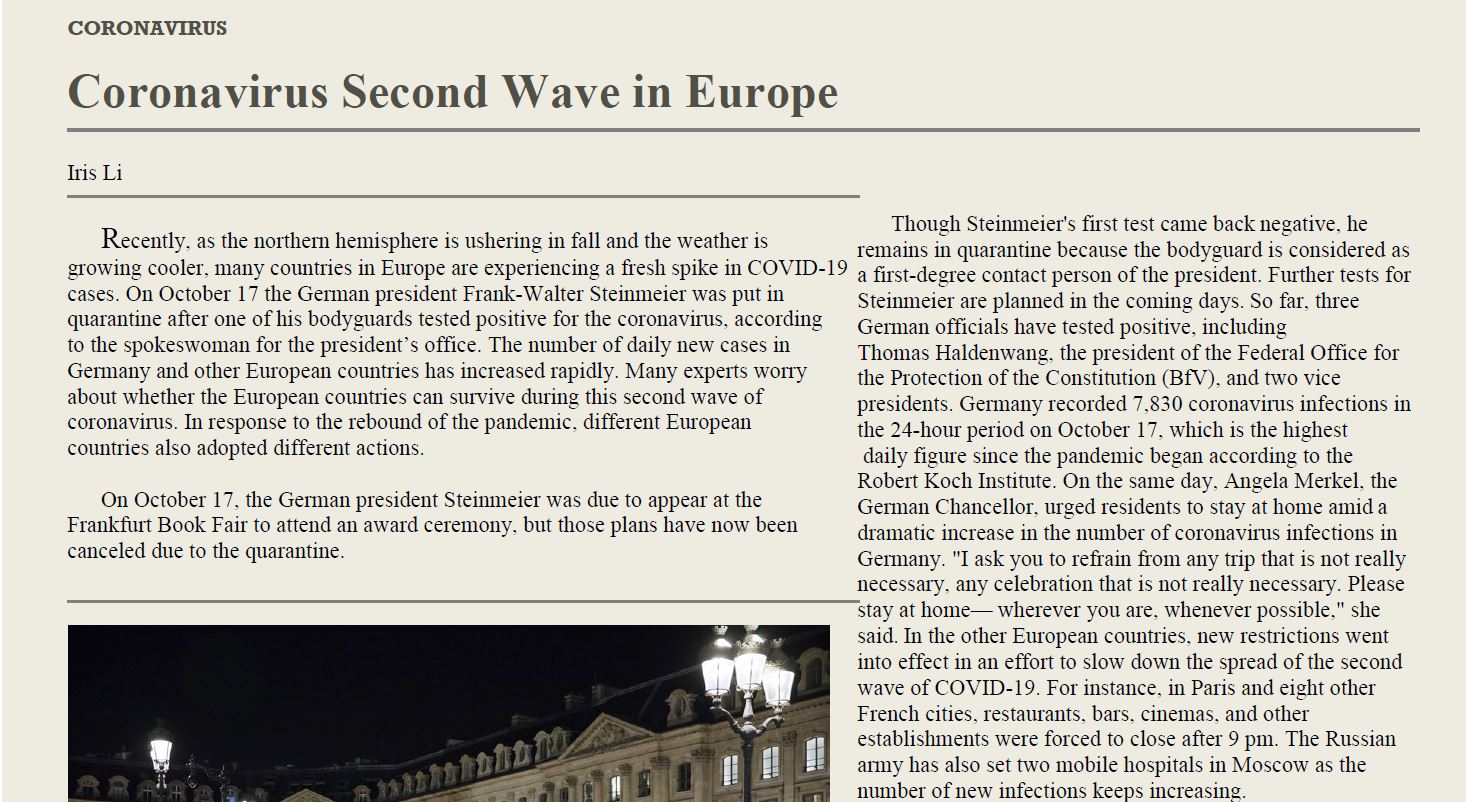 CORONAVIRUS
Coronavirus Second Wave in Europe
Iris Li
Recently, as the northern hemisphere is ushering in fall and the weather is
growing cooler, many countries in Europe are experiencing a fresh spike in COVID-19
cases. On October 17 the German president Frank-Walter Steinmeier was put in
quarantine after one of his bodyguards tested positive for the coronavirus, according
to the spokeswoman for the president’s office. The number of daily new cases in
Germany and other European countries has increased rapidly. Many experts worry
about whether the European countries can survive during this second wave of
coronavirus. In response to the rebound of the pandemic, different European
countries also adopted different actions.
On October 17, the German president Steinmeier was due to appear at the
Frankfurt Book Fair to attend an award ceremony, but those plans have now been
canceled due to the quarantine.
Though Steinmeier's first test came back negative, he
remains in quarantine because the bodyguard is considered as
a first-degree contact person of the president. Further tests for
Steinmeier are planned in the coming days. So far, three
German officials have tested positive, including
Thomas Haldenwang, the president of the Federal Office for
the Protection of the Constitution (BfV), and two vice
presidents. Germany recorded 7,830 coronavirus infections in
the 24-hour period on October 17, which is the highest
daily figure since the pandemic began according to the
Robert Koch Institute. On the same day, Angela Merkel, the
German Chancellor, urged residents to stay at home amid a
dramatic increase in the number of coronavirus infections in
Germany. "I ask you to refrain from any trip that is not really
necessary, any celebration that is not really necessary. Please
stay at home— wherever you are, whenever possible," she
said. In the other European countries, new restrictions went
into effect in an effort to slow down the spread of the second
wave of COVID-19. For instance, in Paris and eight other
French cities, restaurants, bars, cinemas, and other
establishments were forced to close after 9 pm. The Russian
army has also set two mobile hospitals in Moscow as the
number of new infections keeps increasing.